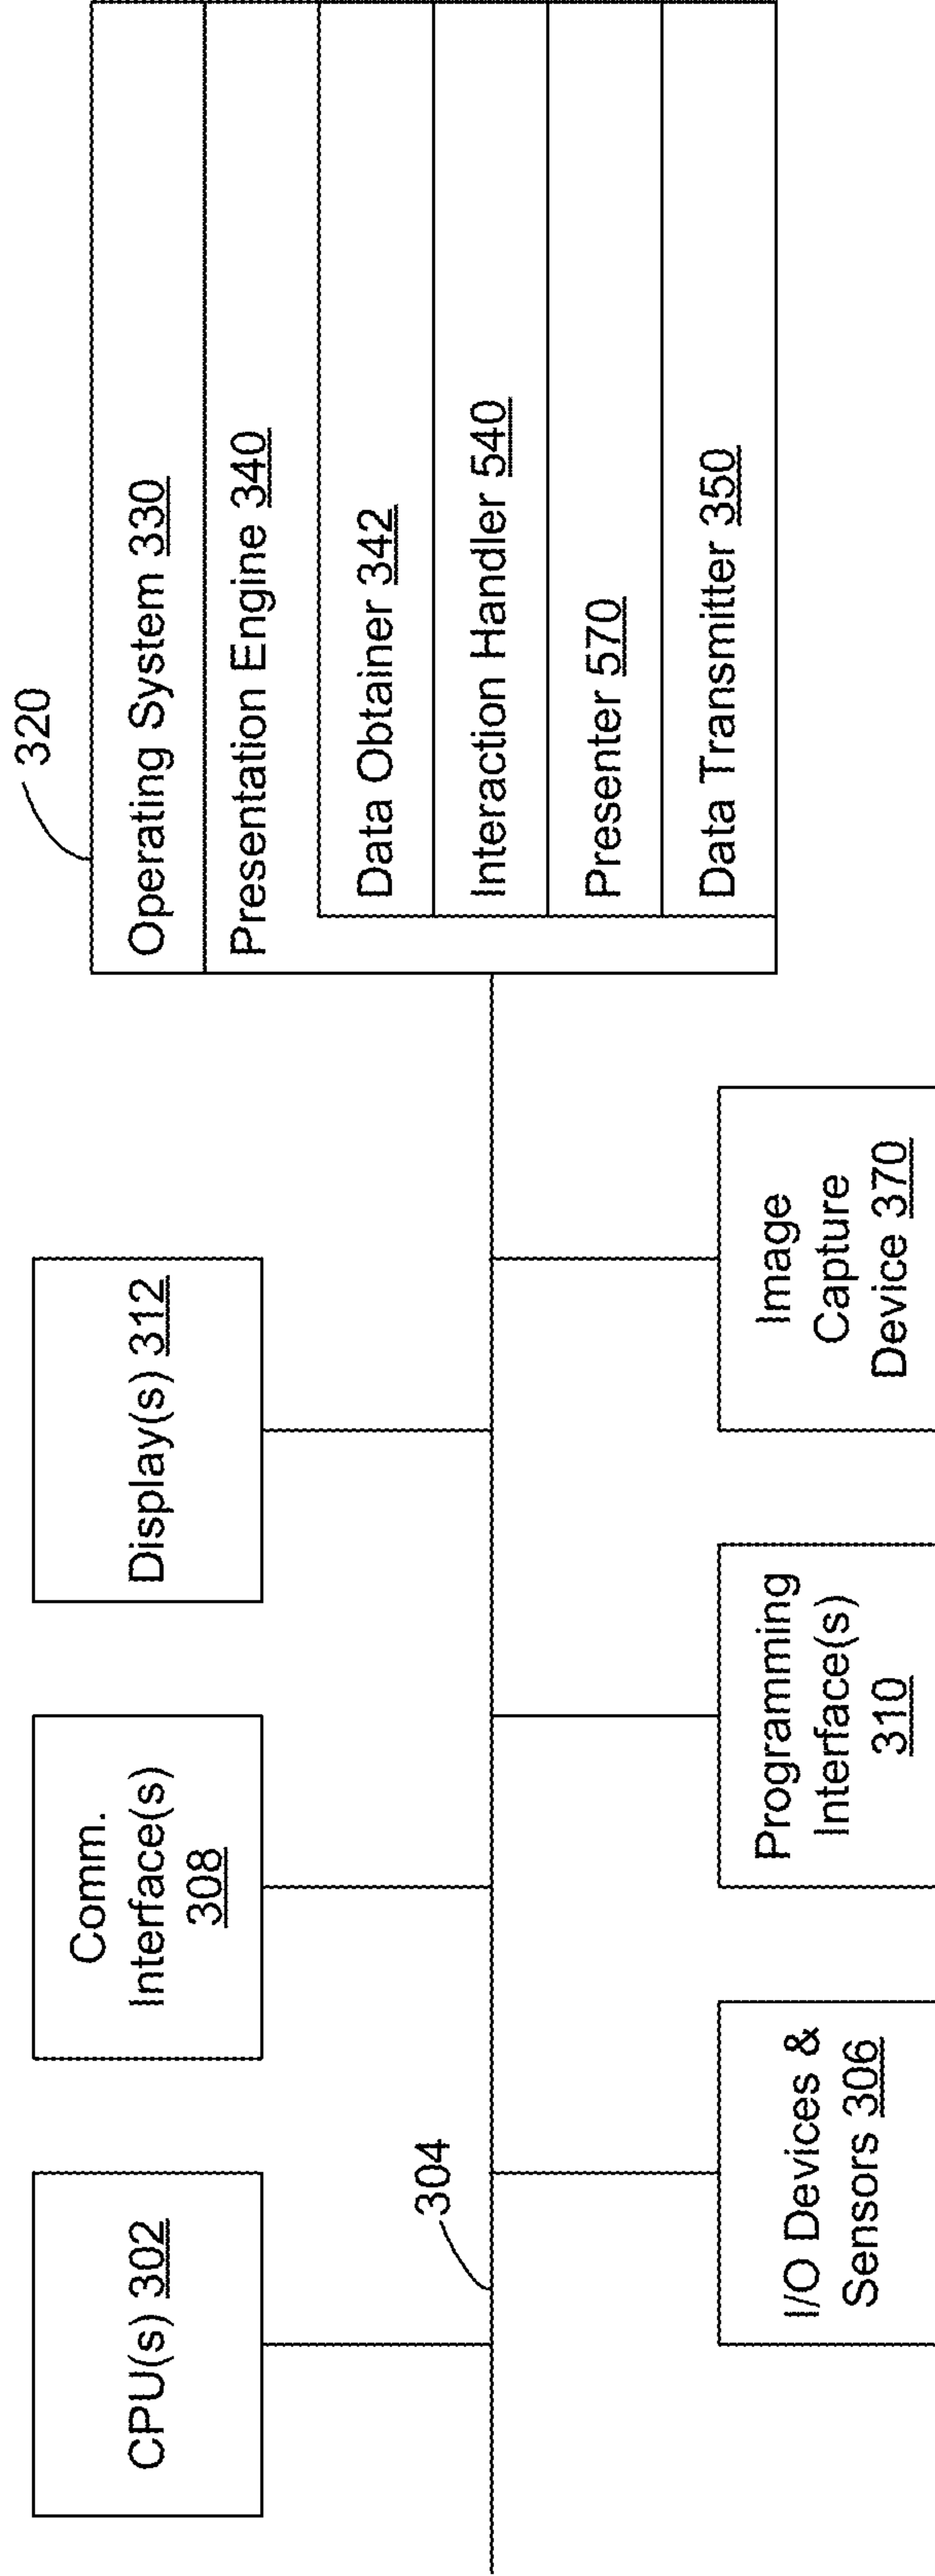 320
Operating System 330
Presentation Engine 340
Data Obtainer 342
Interaction Handler 540
Presenter 570
Data Transmitter 350
CPU(s) 302
Comm.
Interface(s)
308
Display(s) 312
304
I/O Devices &
Sensors 306
Programming
Interface(s)
310
Image
Capture
Device 370